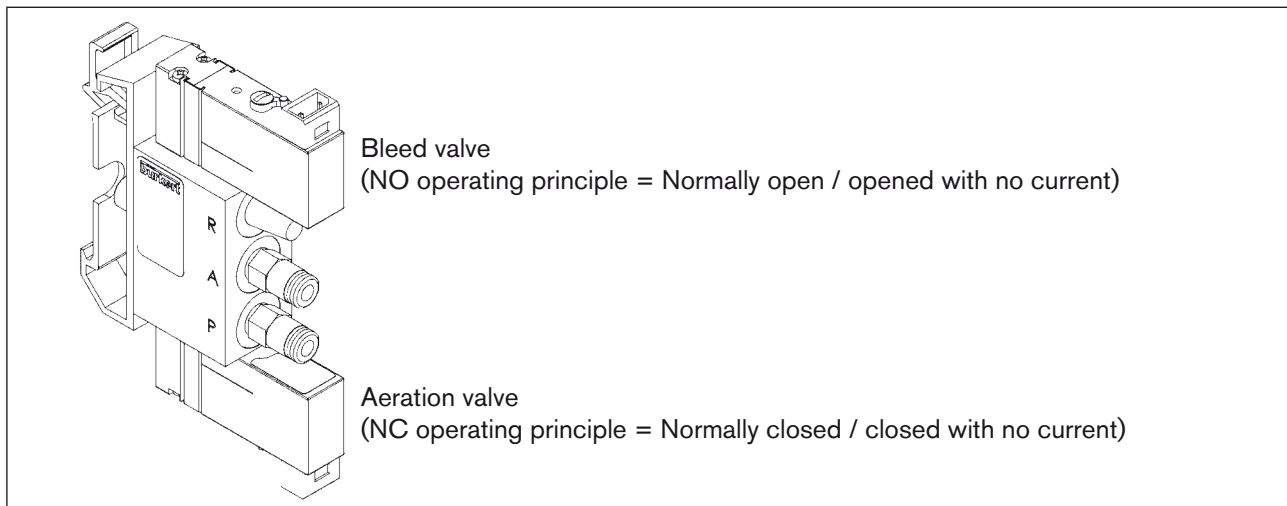 Bleed valve
(NO operating principle = Normally open / opened with no current)
burkert
R
A
P
Aeration valve
(NC operating principle = Normally closed / closed with no current)